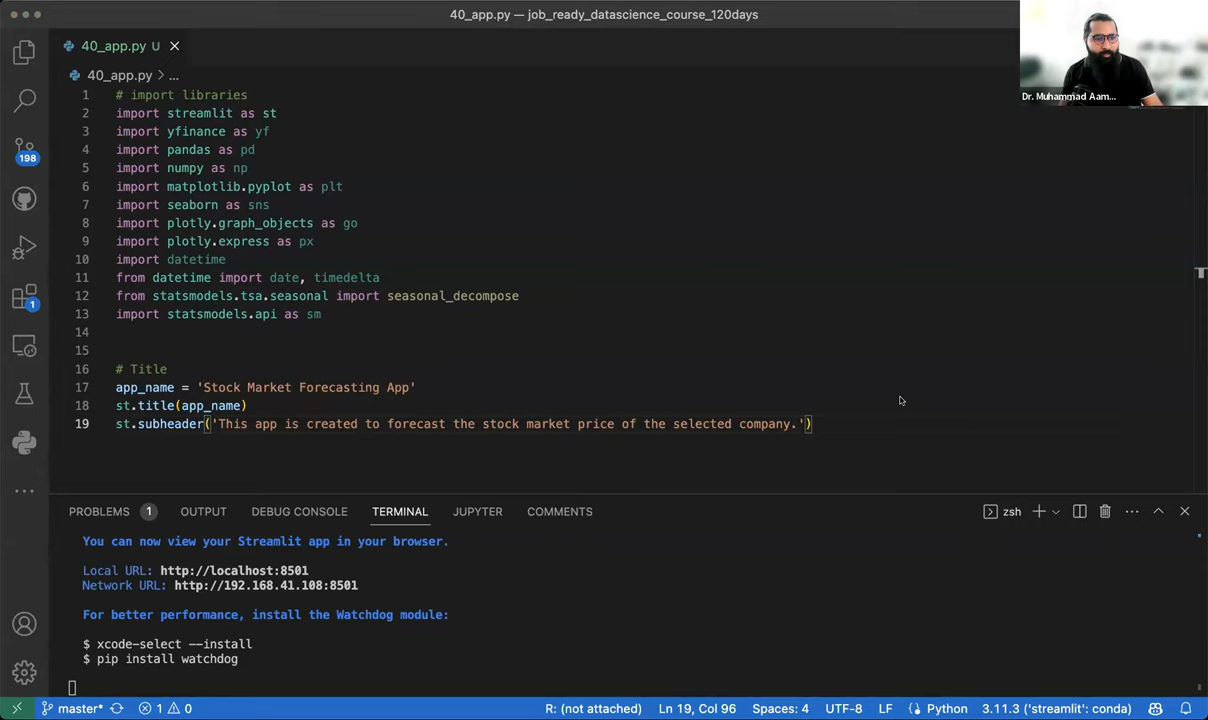 40_app.py — job_ready_datascience_course_120days
40_app.py U
40_app.py > ...
1 # import libraries
2 import streamlit as st
3 import yfinance as yf
4 import pandas as pd
5 import numpy as np
6 import matplotlib.pyplot as plt
7 import seaborn as sns
8 import plotly.graph_objects as go
9 import plotly.express as px
10 import datetime
11 from datetime import date, timedelta
12 from statsmodels.tsa.seasonal import seasonal_decompose
13 import statsmodels.api as sm
14
15
16 # Title
17 app_name = 'Stock Market Forecasting App'
18 st.title(app_name)
19 st.subheader('This app is created to forecast the stock market price of the selected company.')
Dr. Muhammad Aam...
198
1
PROBLEMS 1 OUTPUT DEBUG CONSOLE TERMINAL JUPYTER COMMENTS zsh
You can now view your Streamlit app in your browser.
Local URL: http://localhost:8501
Network URL: http://192.168.41.108:8501
For better performance, install the Watchdog module:
$ xcode-select --install
$ pip install watchdog
master* 1 0 R: (not attached) Ln 19, Col 96 Spaces: 4 UTF-8 LF Python 3.11.3 ('streamlit': conda)